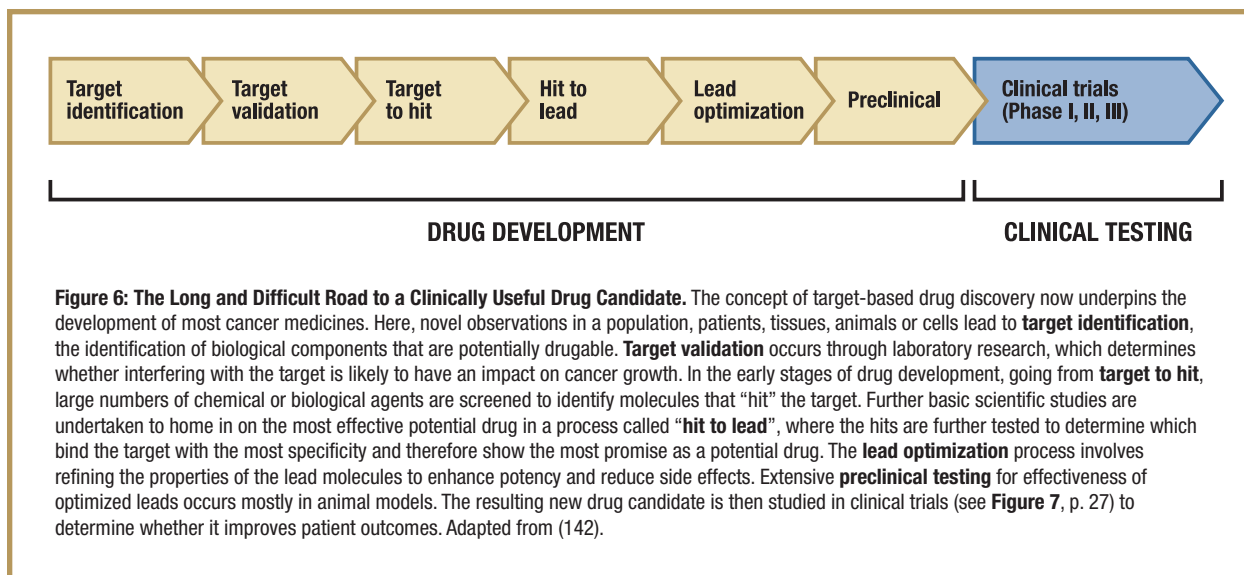 Target identification
Target validation
Target to hit
Hit to lead
Lead optimization
Preclinical
Clinical trials (Phase I, II, III)
DRUG DEVELOPMENT
CLINICAL TESTING
Figure 6: The Long and Difficult Road to a Clinically Useful Drug Candidate. The concept of target-based drug discovery now underpins the
development of most cancer medicines. Here, novel observations in a population, patients, tissues, animals or cells lead to target identification,
the identification of biological components that are potentially drugable. Target validation occurs through laboratory research, which determines
whether interfering with the target is likely to have an impact on cancer growth. In the early stages of drug development, going from target to hit,
large numbers of chemical or biological agents are screened to identify molecules that “hit” the target. Further basic scientific studies are
undertaken to home in on the most effective potential drug in a process called “hit to lead”, where the hits are further tested to determine which
bind the target with the most specificity and therefore show the most promise as a potential drug. The lead optimization process involves
refining the properties of the lead molecules to enhance potency and reduce side effects. Extensive preclinical testing for effectiveness of
optimized leads occurs mostly in animal models. The resulting new drug candidate is then studied in clinical trials (see Figure 7, p. 27) to
determine whether it improves patient outcomes. Adapted from (142).